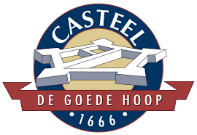 CASTEEL
DE GOEDE HOOP
• 1666 •